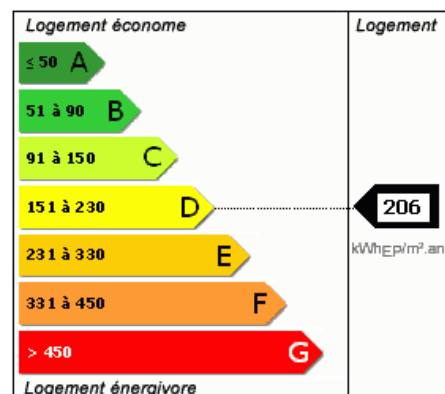 Logement économe
Logement
≤ 50 A
51 à 90 B
91 à 150 C
151 à 230 D
206
kWhEP/m².an
231 à 330 E
331 à 450 F
> 450 G
Logement énergivore